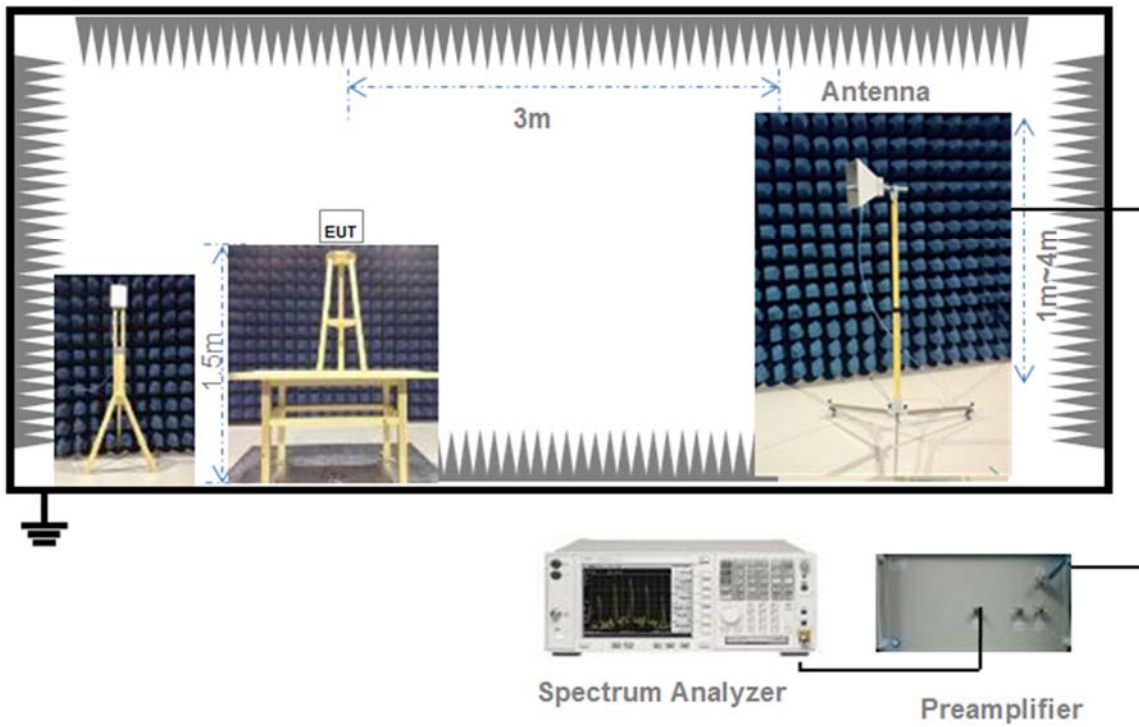 Antenna
3m
EUT
1.5m
1m~4m
Spectrum Analyzer
Preamplifier